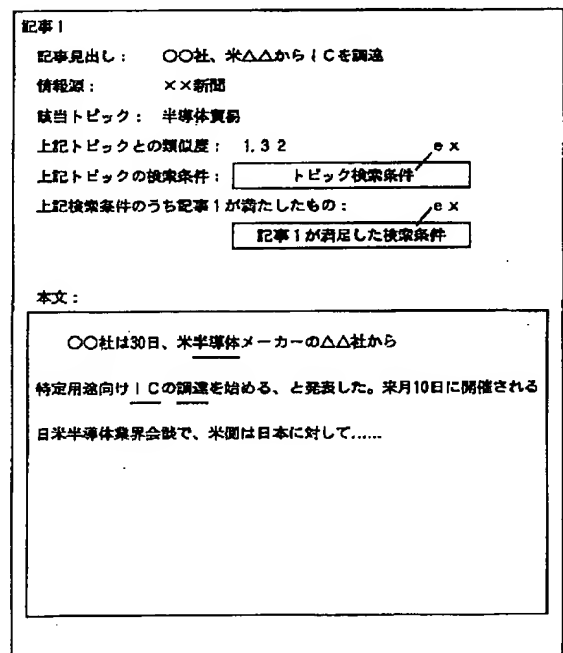 記事1
記事見出し： ○○社、米△△からICを調達
情報源： ××新聞
該当トピック： 半導体貿易
上記トピックとの類似度： 1.32
ex
上記トピックの検索条件： トピック検索条件
上記検索条件のうち記事1が満たしたもの：
ex
記事1が満足した検索条件
本文：
○○社は30日、米半導体メーカーの△△社から
特定用途向けICの調達を始める、と発表した。来月10日に開催される
日米半導体業界会談で、米側は日本に対して......